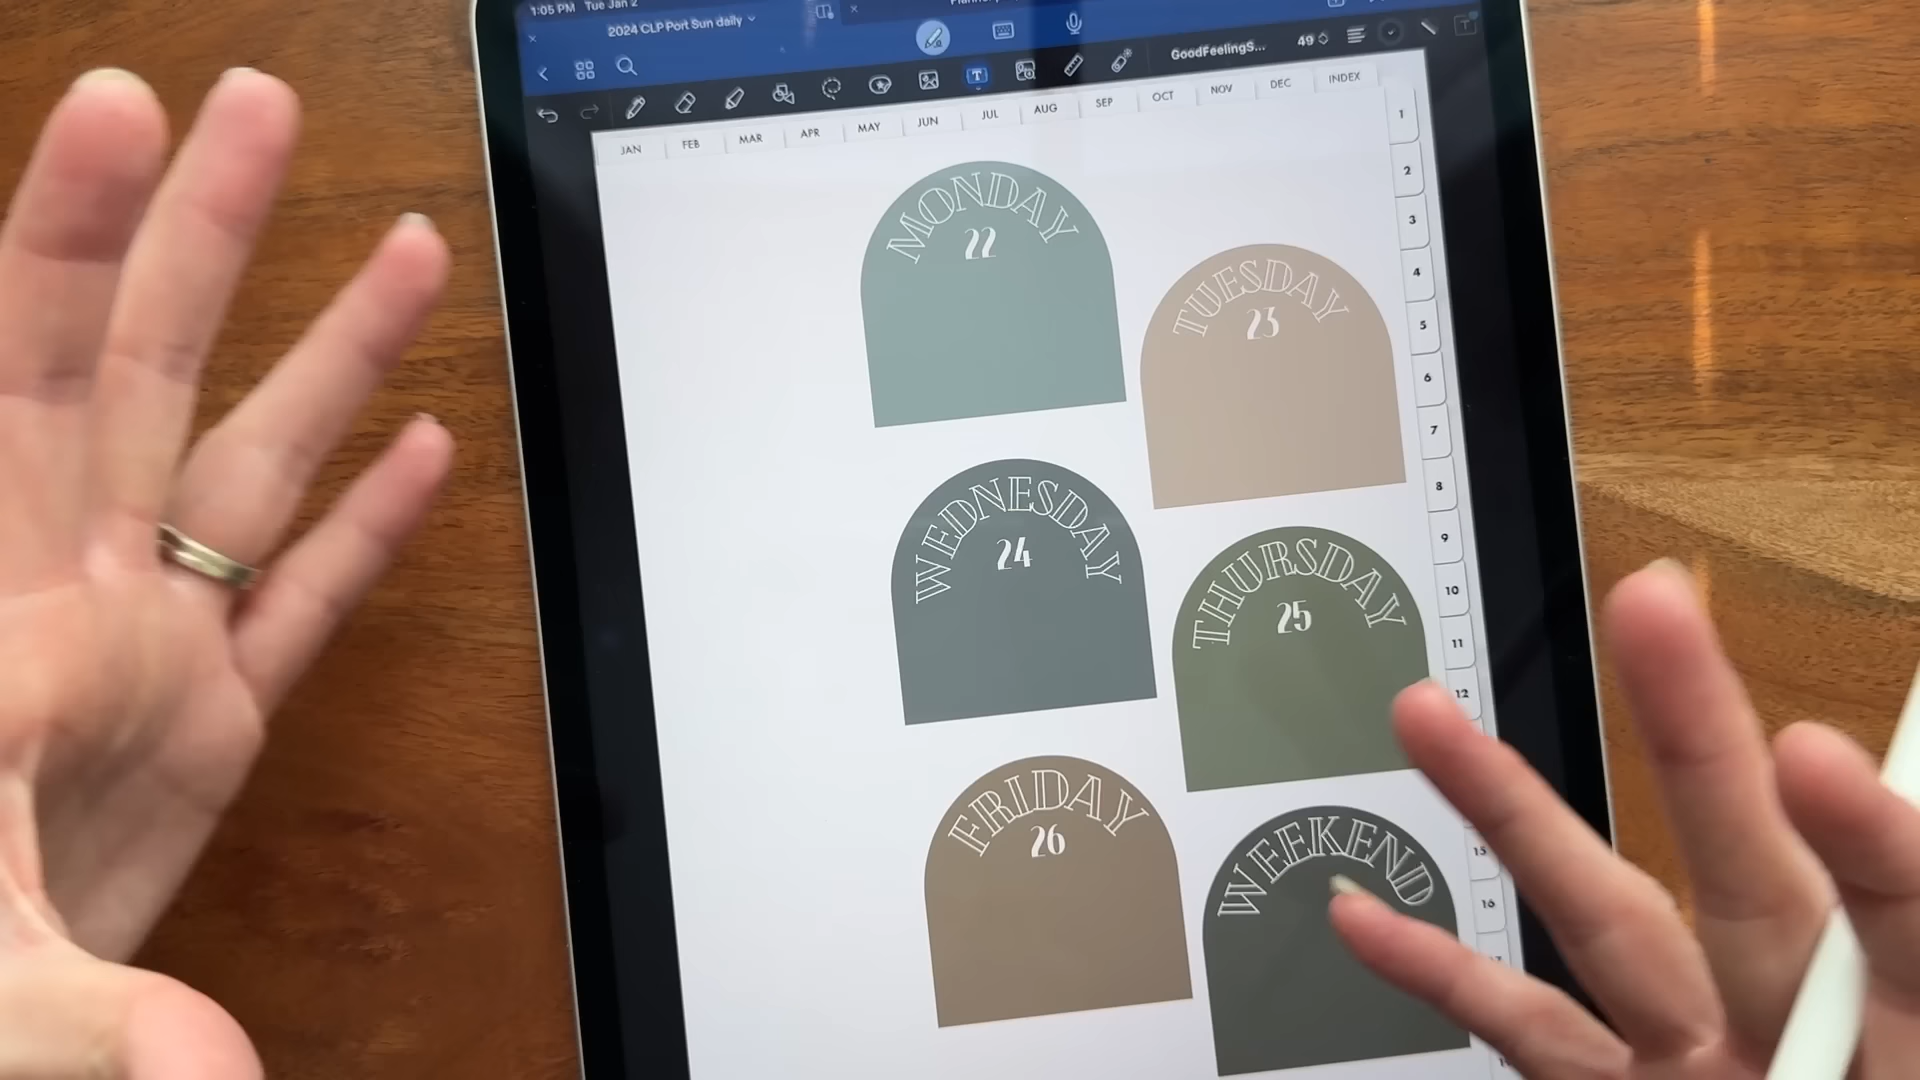 1:05 PM Tue Jan 2
2024 CLP Port Sun daily
GoodFeelingS... 49
JAN FEB MAR APR MAY JUN JUL AUG SEP OCT NOV DEC INDEX
1
2
3
4
5
6
7
8
9
10
11
12
15
16
MONDAY
22
TUESDAY
23
WEDNESDAY
24
THURSDAY
25
FRIDAY
26
WEEKEND